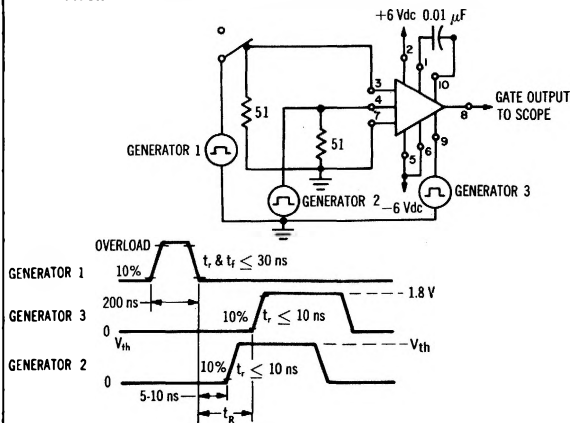 +6 Vdc 0.01 μF
2
1
3
10
4
GATE OUTPUT
TO SCOPE
8
51
7
9
51
GENERATOR 1
5
6
GENERATOR 2
−6 Vdc
GENERATOR 3
OVERLOAD
tr & tf ≤ 30 ns
GENERATOR 1
10%
200 ns
1.8 V
GENERATOR 3
10%
tr ≤ 10 ns
0
Vth
Vth
GENERATOR 2
10%
tr ≤ 10 ns
0
5-10 ns
tR